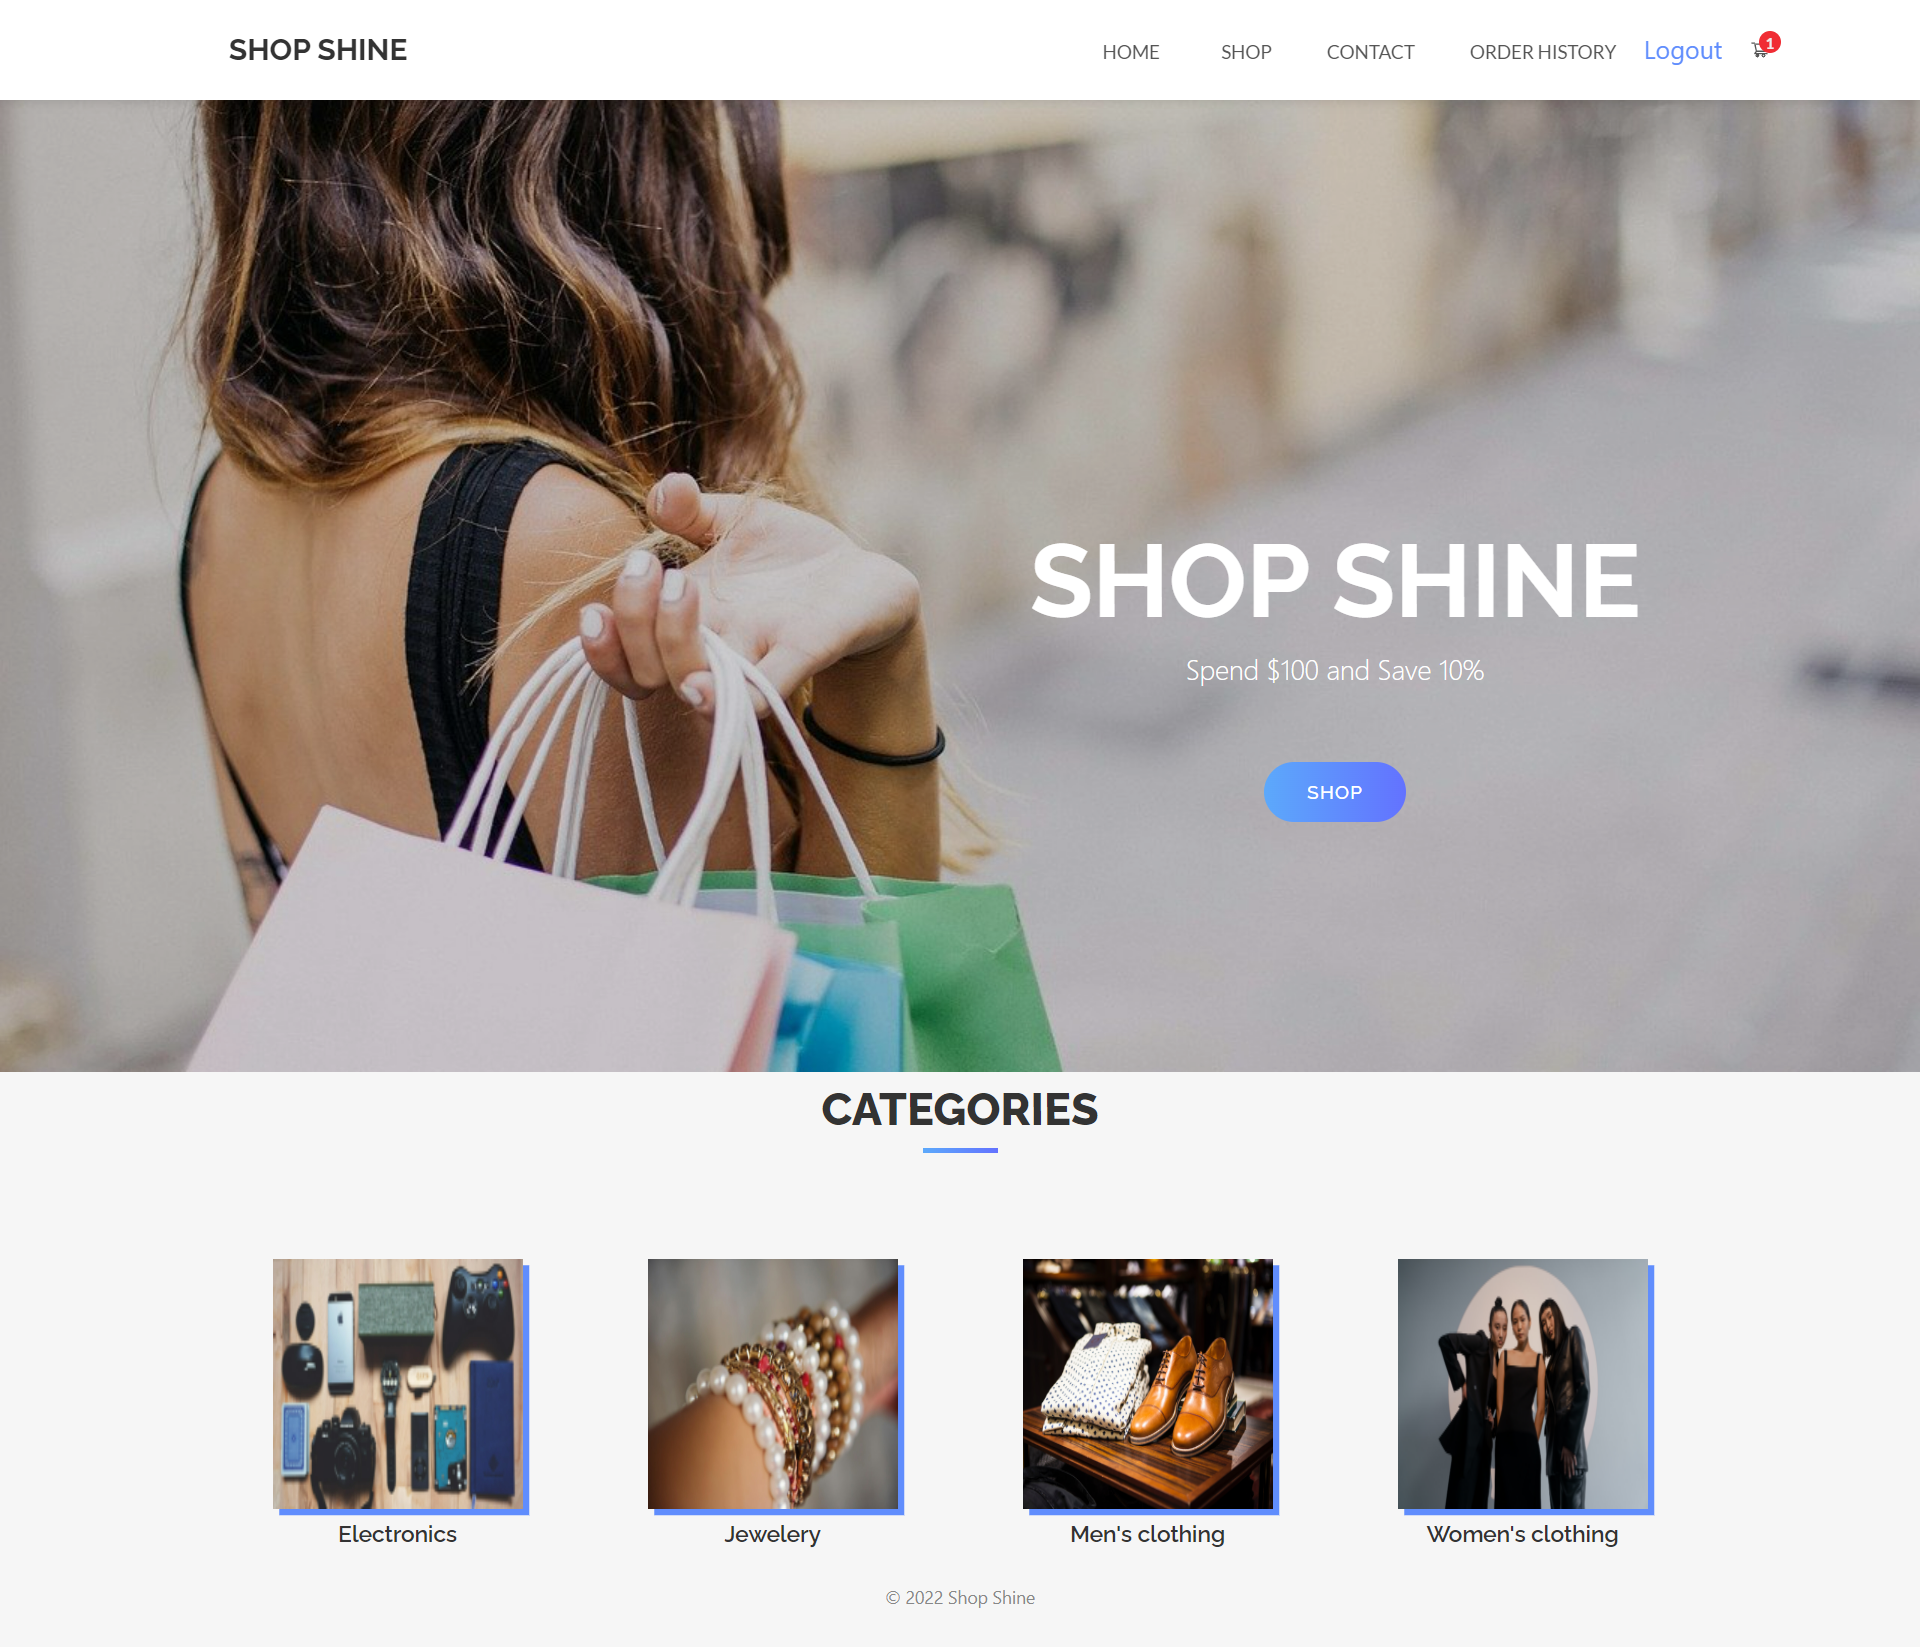 SHOP SHINE
HOME SHOP CONTACT ORDER HISTORY Logout 1
SHOP SHINE
Spend $100 and Save 10%
SHOP
CATEGORIES
Electronics
Jewelery
Men's clothing
Women's clothing
© 2022 Shop Shine